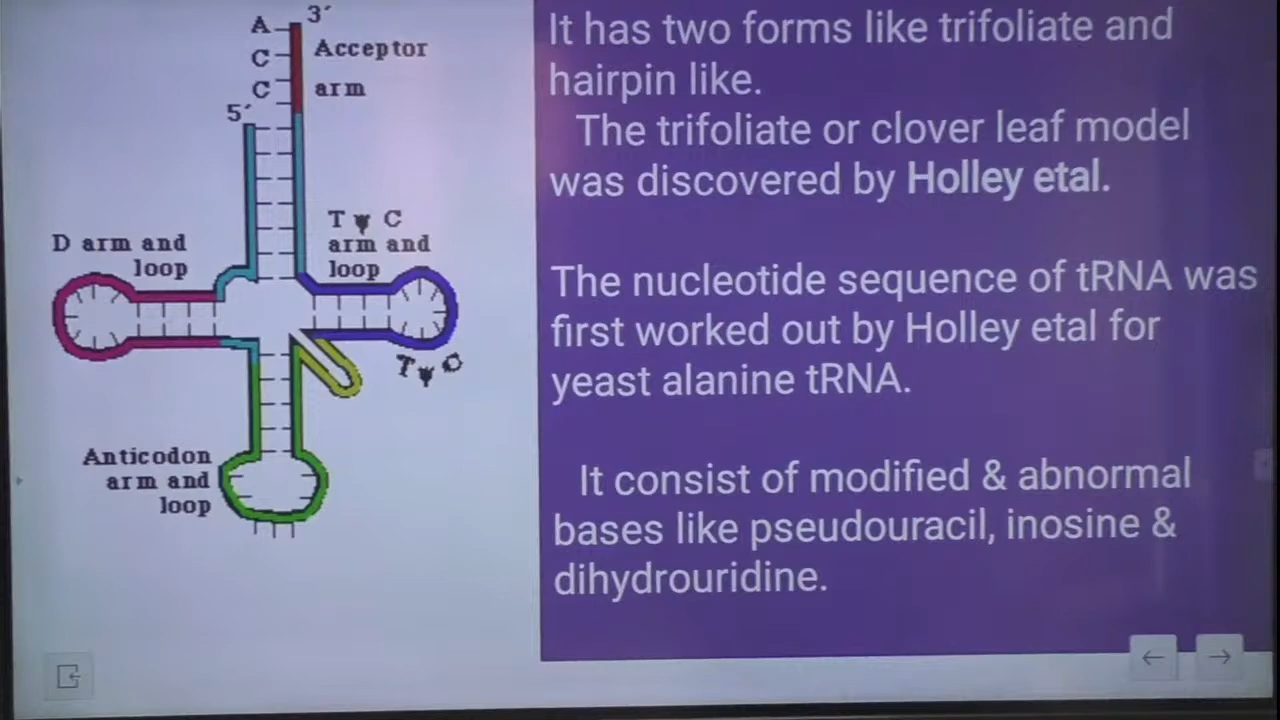 A
3′
C
Acceptor
C
arm
5′
T Ψ C
arm and
loop
D arm and
loop
TΨC
Anticodon
arm and
loop
It has two forms like trifoliate and
hairpin like.
The trifoliate or clover leaf model
was discovered by Holley etal.
The nucleotide sequence of tRNA was
first worked out by Holley etal for
yeast alanine tRNA.
It consist of modified & abnormal
bases like pseudouracil, inosine &
dihydrouridine.